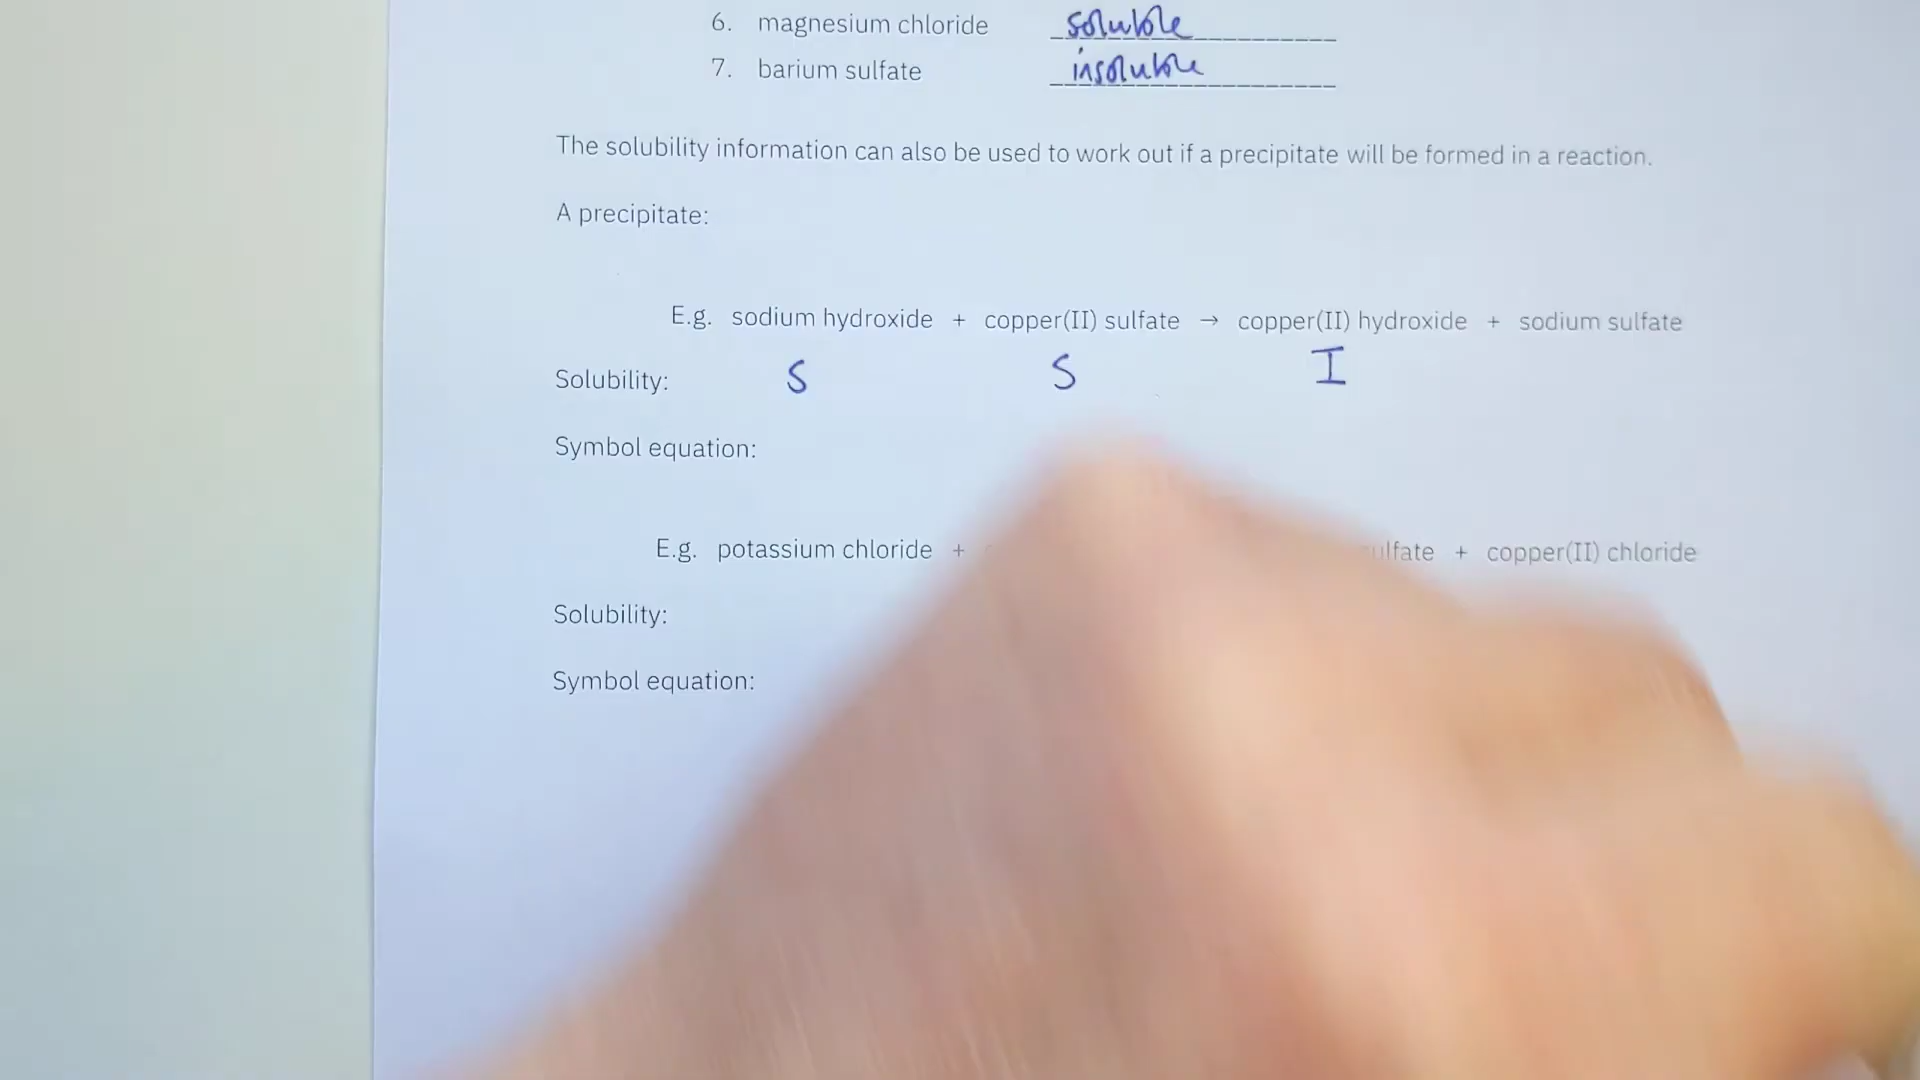 6. magnesium chloride soluble
7. barium sulfate insoluble
The solubility information can also be used to work out if a precipitate will be formed in a reaction.
A precipitate:
E.g. sodium hydroxide + copper(II) sulfate → copper(II) hydroxide + sodium sulfate
Solubility: S S I
Symbol equation:
E.g. potassium chloride + + copper(II) chloride
Solubility:
Symbol equation: